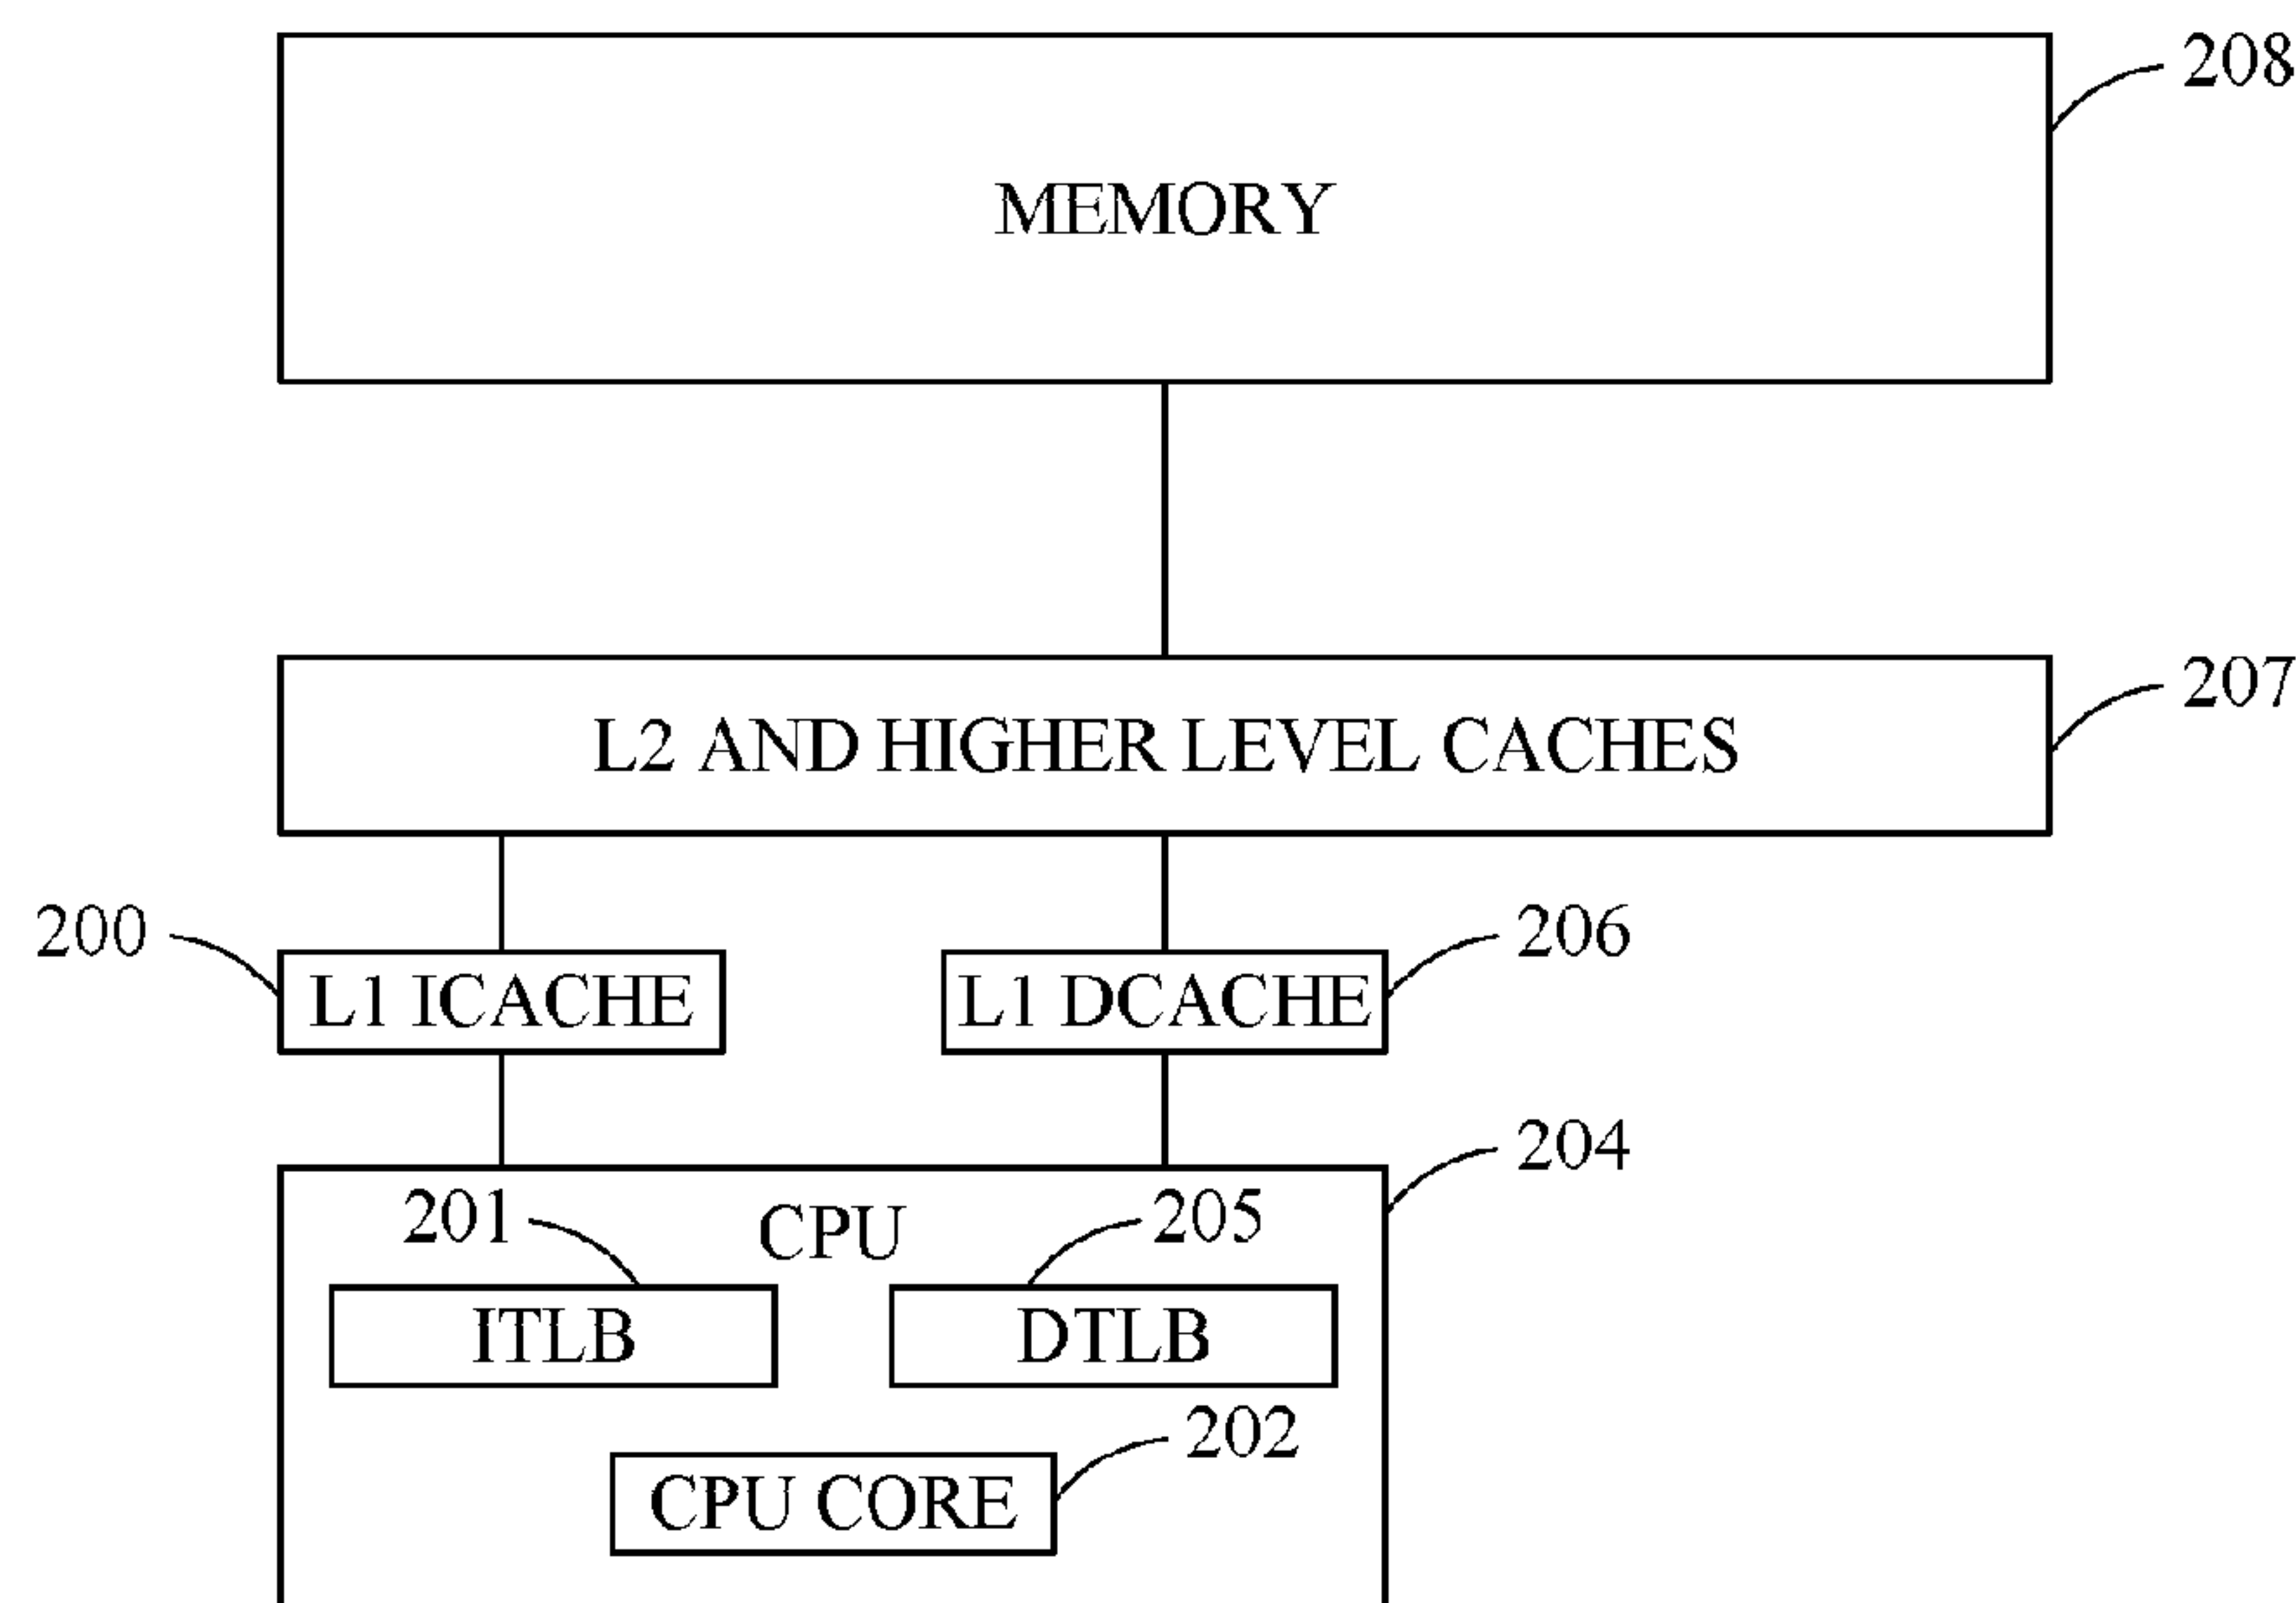 208
MEMORY
207
L2 AND HIGHER LEVEL CACHES
200
206
L1 ICACHE
L1 DCACHE
204
201
CPU
205
ITLB
DTLB
202
CPU CORE